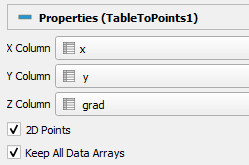 Properties (TableToPoints1)
X Column x
Y Column y
Z Column grad
2D Points
Keep All Data Arrays